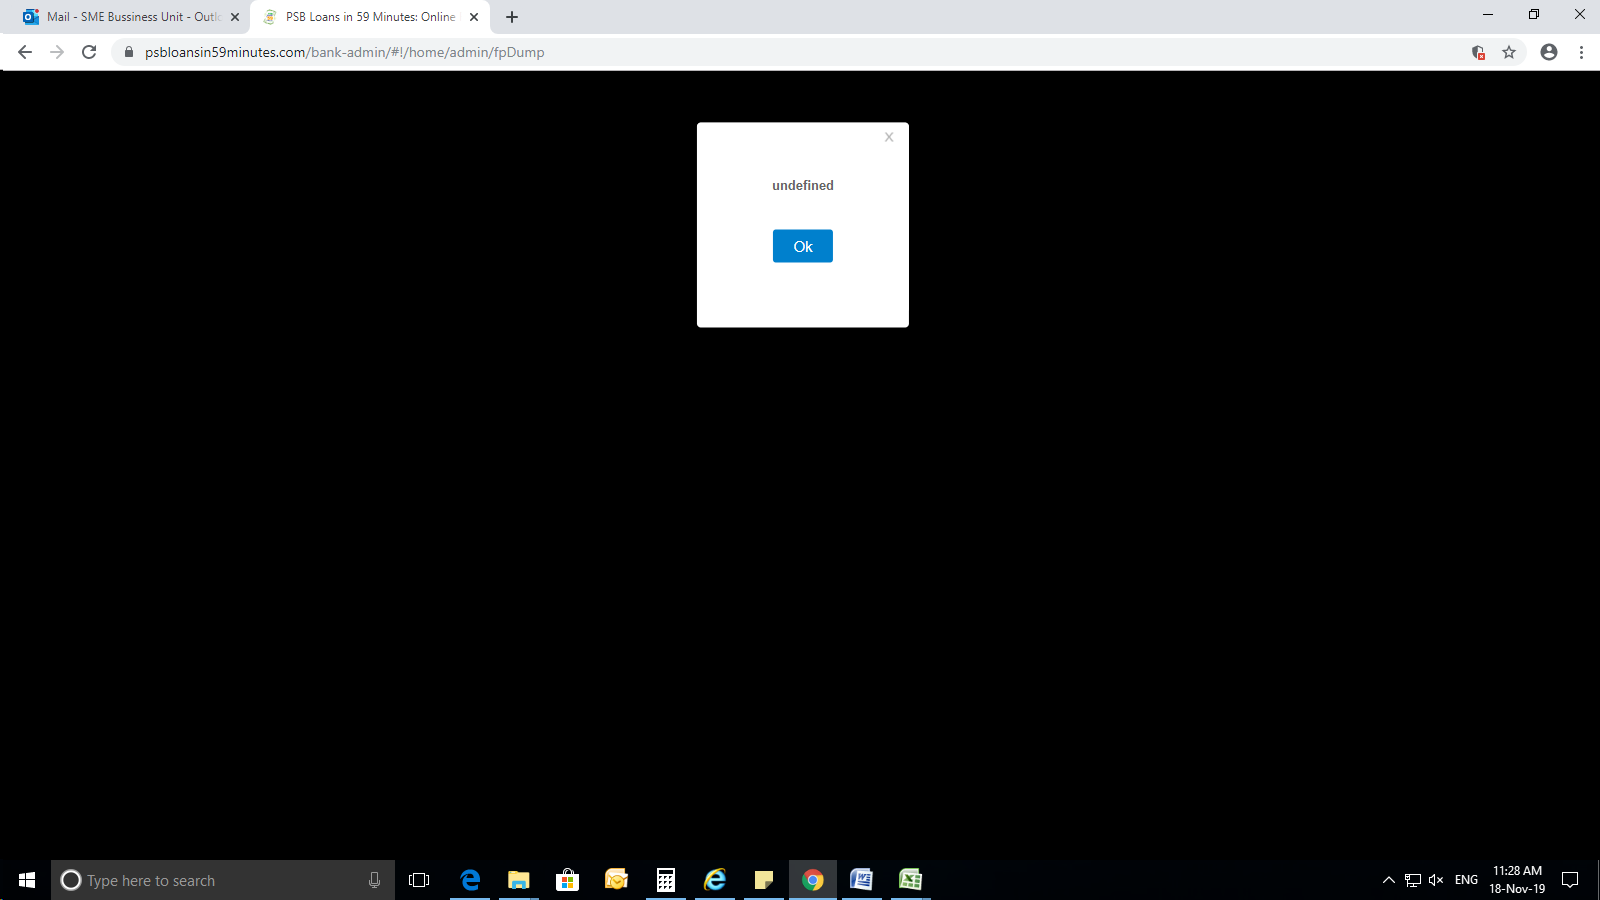 Mail - SME Bussiness Unit - Outlo
PSB Loans in 59 Minutes: Online
psbloansin59minutes.com/bank-admin/#!/home/admin/fpDump
X
undefined
Ok
Type here to search
ENG
11:28 AM
18-Nov-19